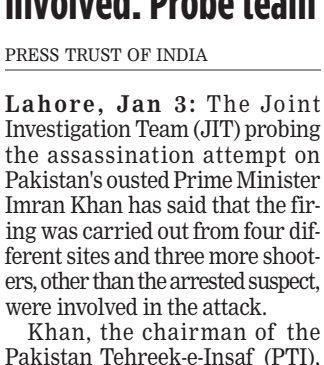 involved: Probe team
PRESS TRUST OF INDIA
Lahore, Jan 3: The Joint
Investigation Team (JIT) probing
the assassination attempt on
Pakistan's ousted Prime Minister
Imran Khan has said that the fir-
ing was carried out from four dif-
ferent sites and three more shoot-
ers, other than the arrested suspect,
were involved in the attack.
Khan, the chairman of the
Pakistan Tehreek-e-Insaf (PTI),